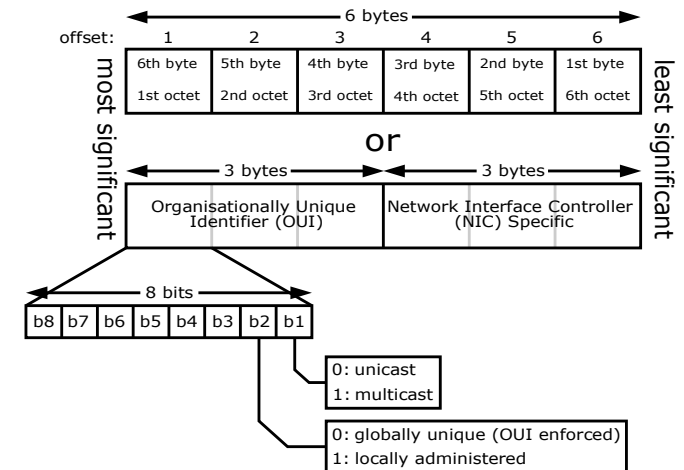 6 bytes
offset: 1 2 3 4 5 6
6th byte 5th byte 4th byte 3rd byte 2nd byte 1st byte
1st octet 2nd octet 3rd octet 4th octet 5th octet 6th octet
most significant
least significant
or
3 bytes 3 bytes
Organisationally Unique
Identifier (OUI)
Network Interface Controller
(NIC) Specific
8 bits
b8 b7 b6 b5 b4 b3 b2 b1
0: unicast
1: multicast
0: globally unique (OUI enforced)
1: locally administered